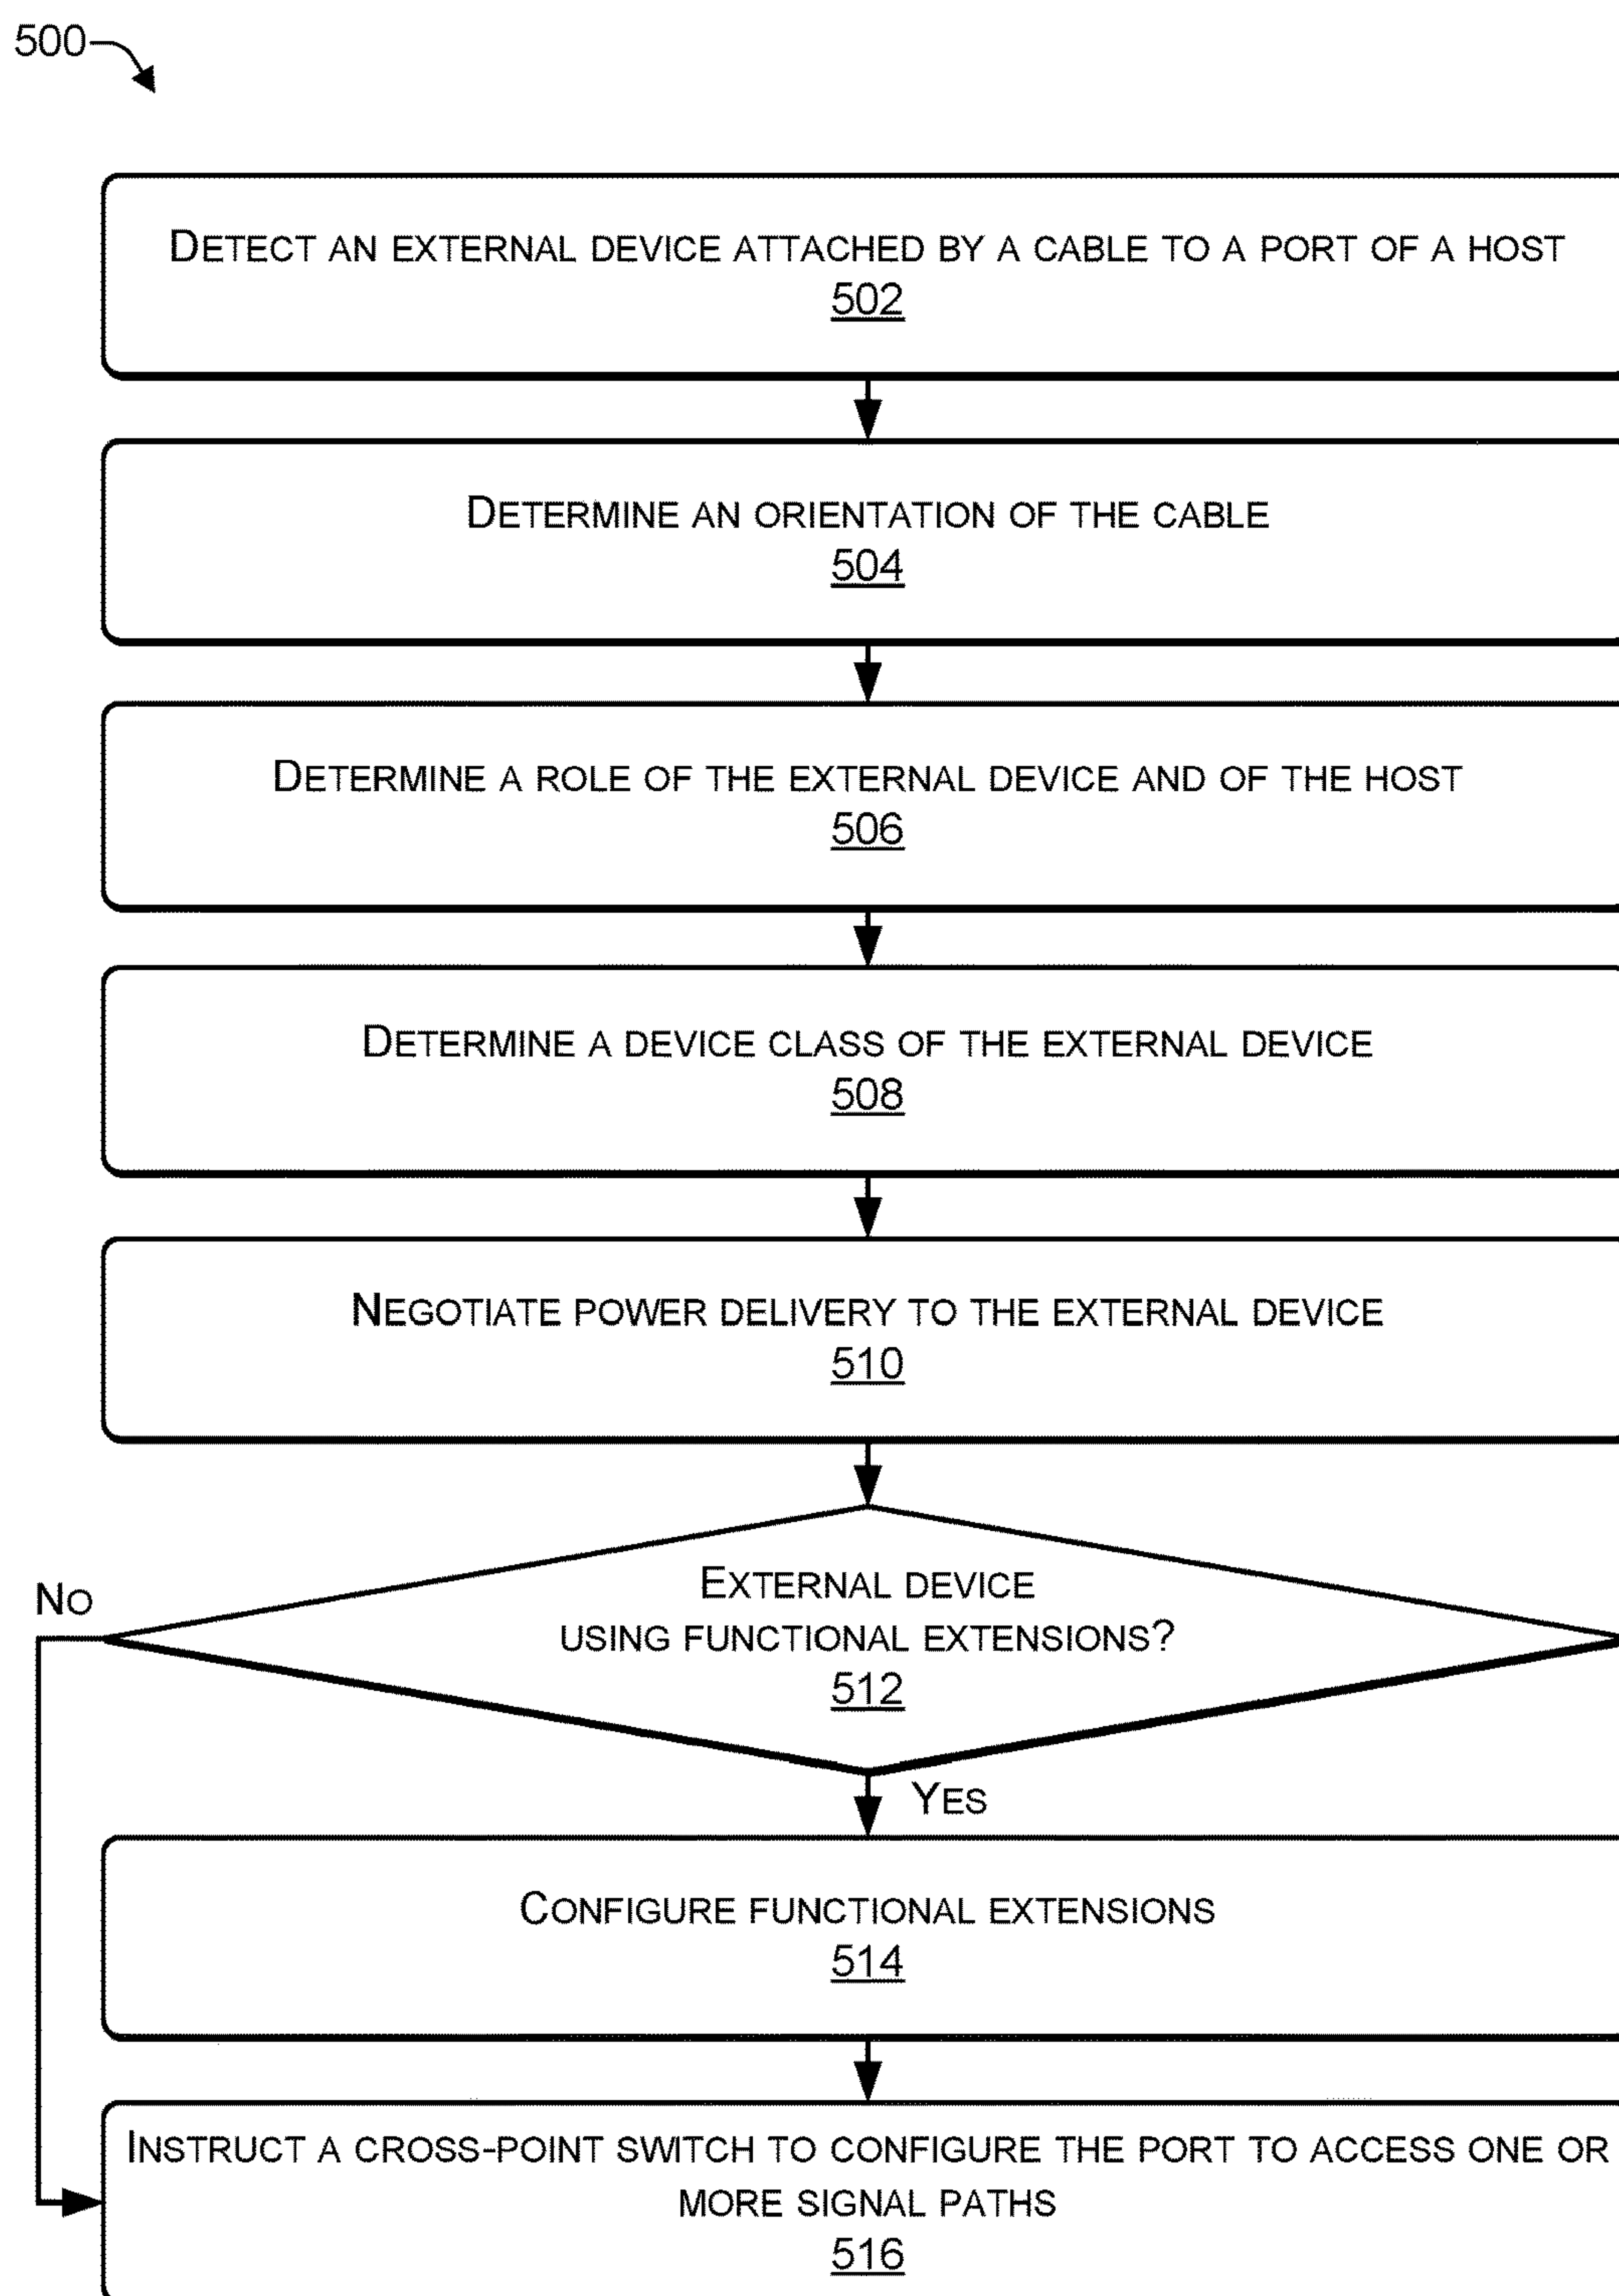 500
DETECT AN EXTERNAL DEVICE ATTACHED BY A CABLE TO A PORT OF A HOST
502
DETERMINE AN ORIENTATION OF THE CABLE
504
DETERMINE A ROLE OF THE EXTERNAL DEVICE AND OF THE HOST
506
DETERMINE A DEVICE CLASS OF THE EXTERNAL DEVICE
508
NEGOTIATE POWER DELIVERY TO THE EXTERNAL DEVICE
510
EXTERNAL DEVICE
USING FUNCTIONAL EXTENSIONS?
512
NO
YES
CONFIGURE FUNCTIONAL EXTENSIONS
514
INSTRUCT A CROSS-POINT SWITCH TO CONFIGURE THE PORT TO ACCESS ONE OR
MORE SIGNAL PATHS
516